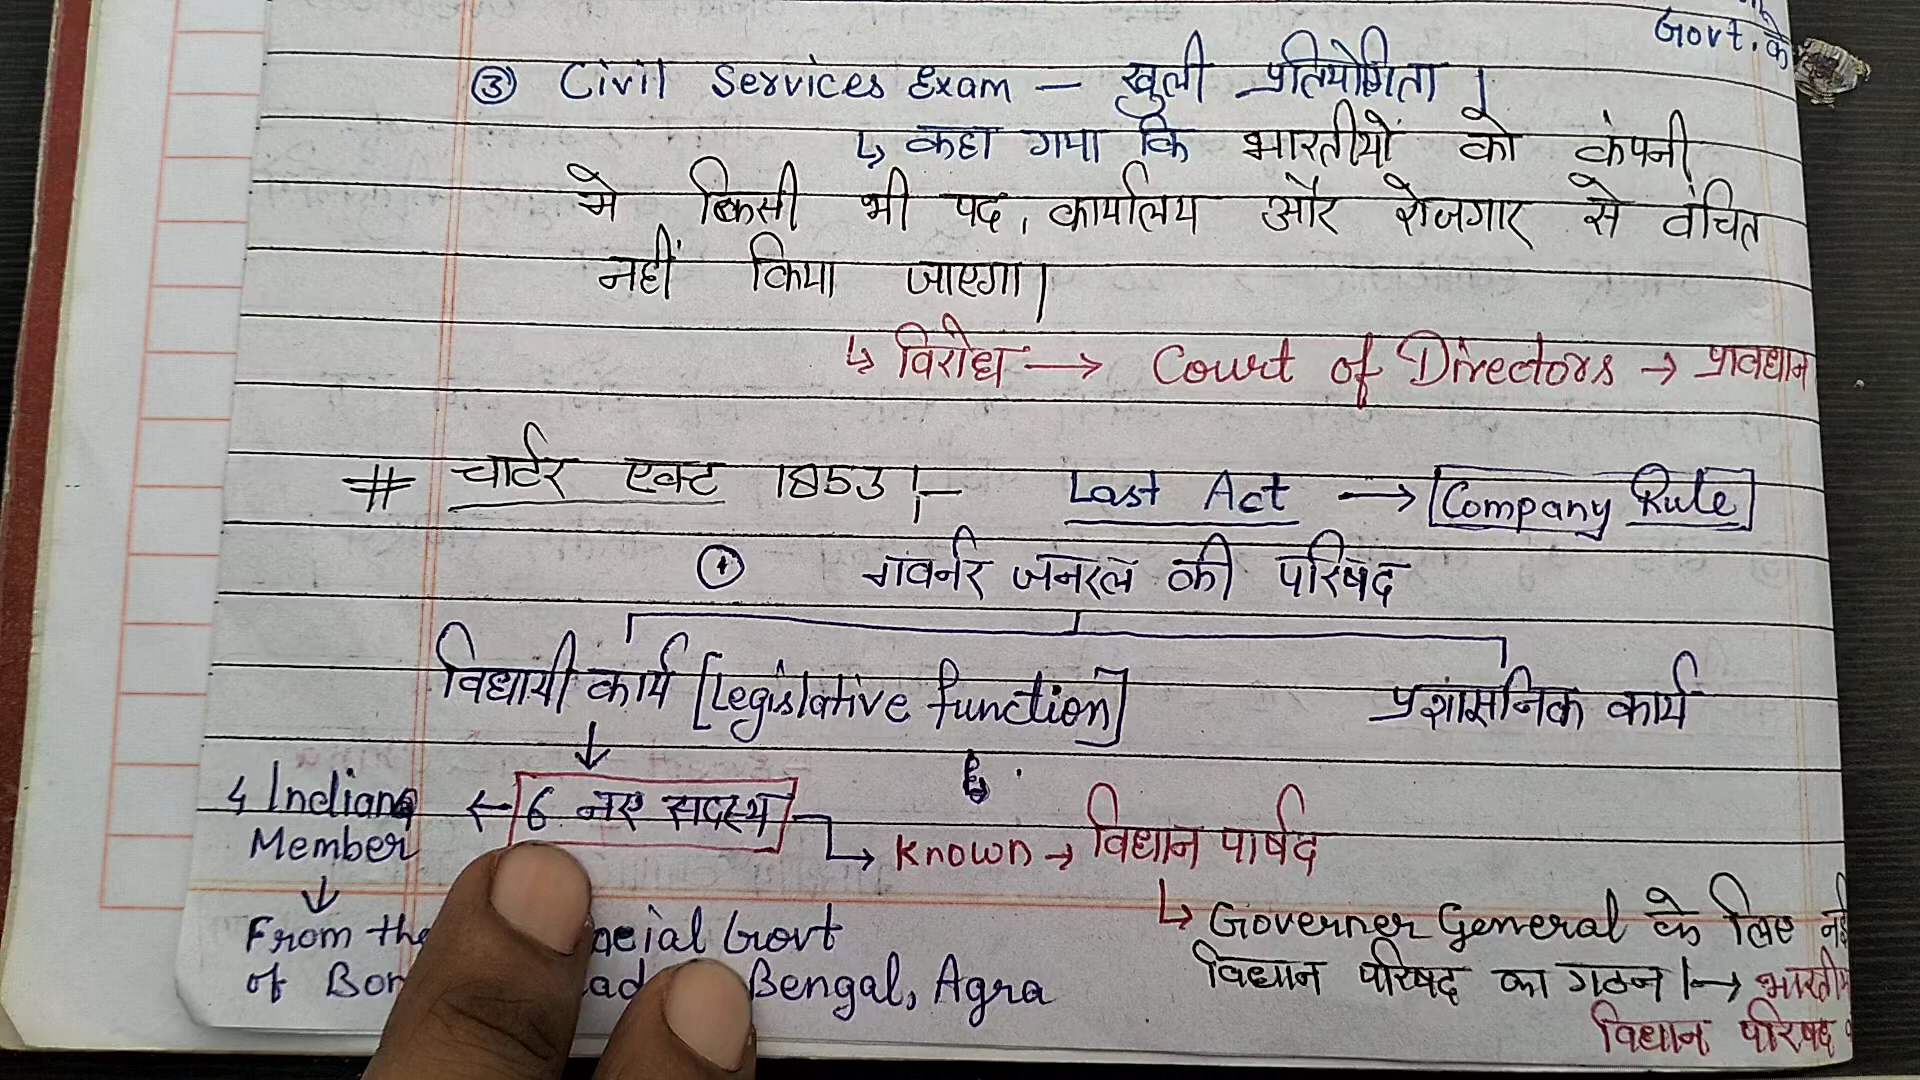 Govt. के
③ Civil Services Exam — खुली प्रतियोगिता।
↳ कहा गया कि भारतीयों को कंपनी
मे किसी भी पद, कार्यालय और रोजगार से वंचित
नहीं किया जाएगा।
↳ विरोध → Court of Directors → प्रावधान
# चार्टर एक्ट 1853 :- Last Act → Company Rule
① गवर्नर जनरल की परिषद
विधायी कार्य [Legislative function] प्रशासनिक कार्य
4 Indian ← 6 नए सदस्य
Member ↳ Known → विधान पार्षद
↓
From the Govt ↳ Governer General के लिए नई
of Bengal, Agra विधान परिषद का गठन।→ भारतीय
विधान परिषद